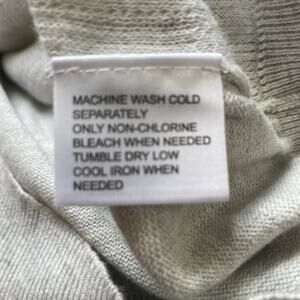 MACHINE WASH COLD
SEPARATELY
ONLY NON-CHLORINE
BLEACH WHEN NEEDED
TUMBLE DRY LOW
COOL IRON WHEN
NEEDED